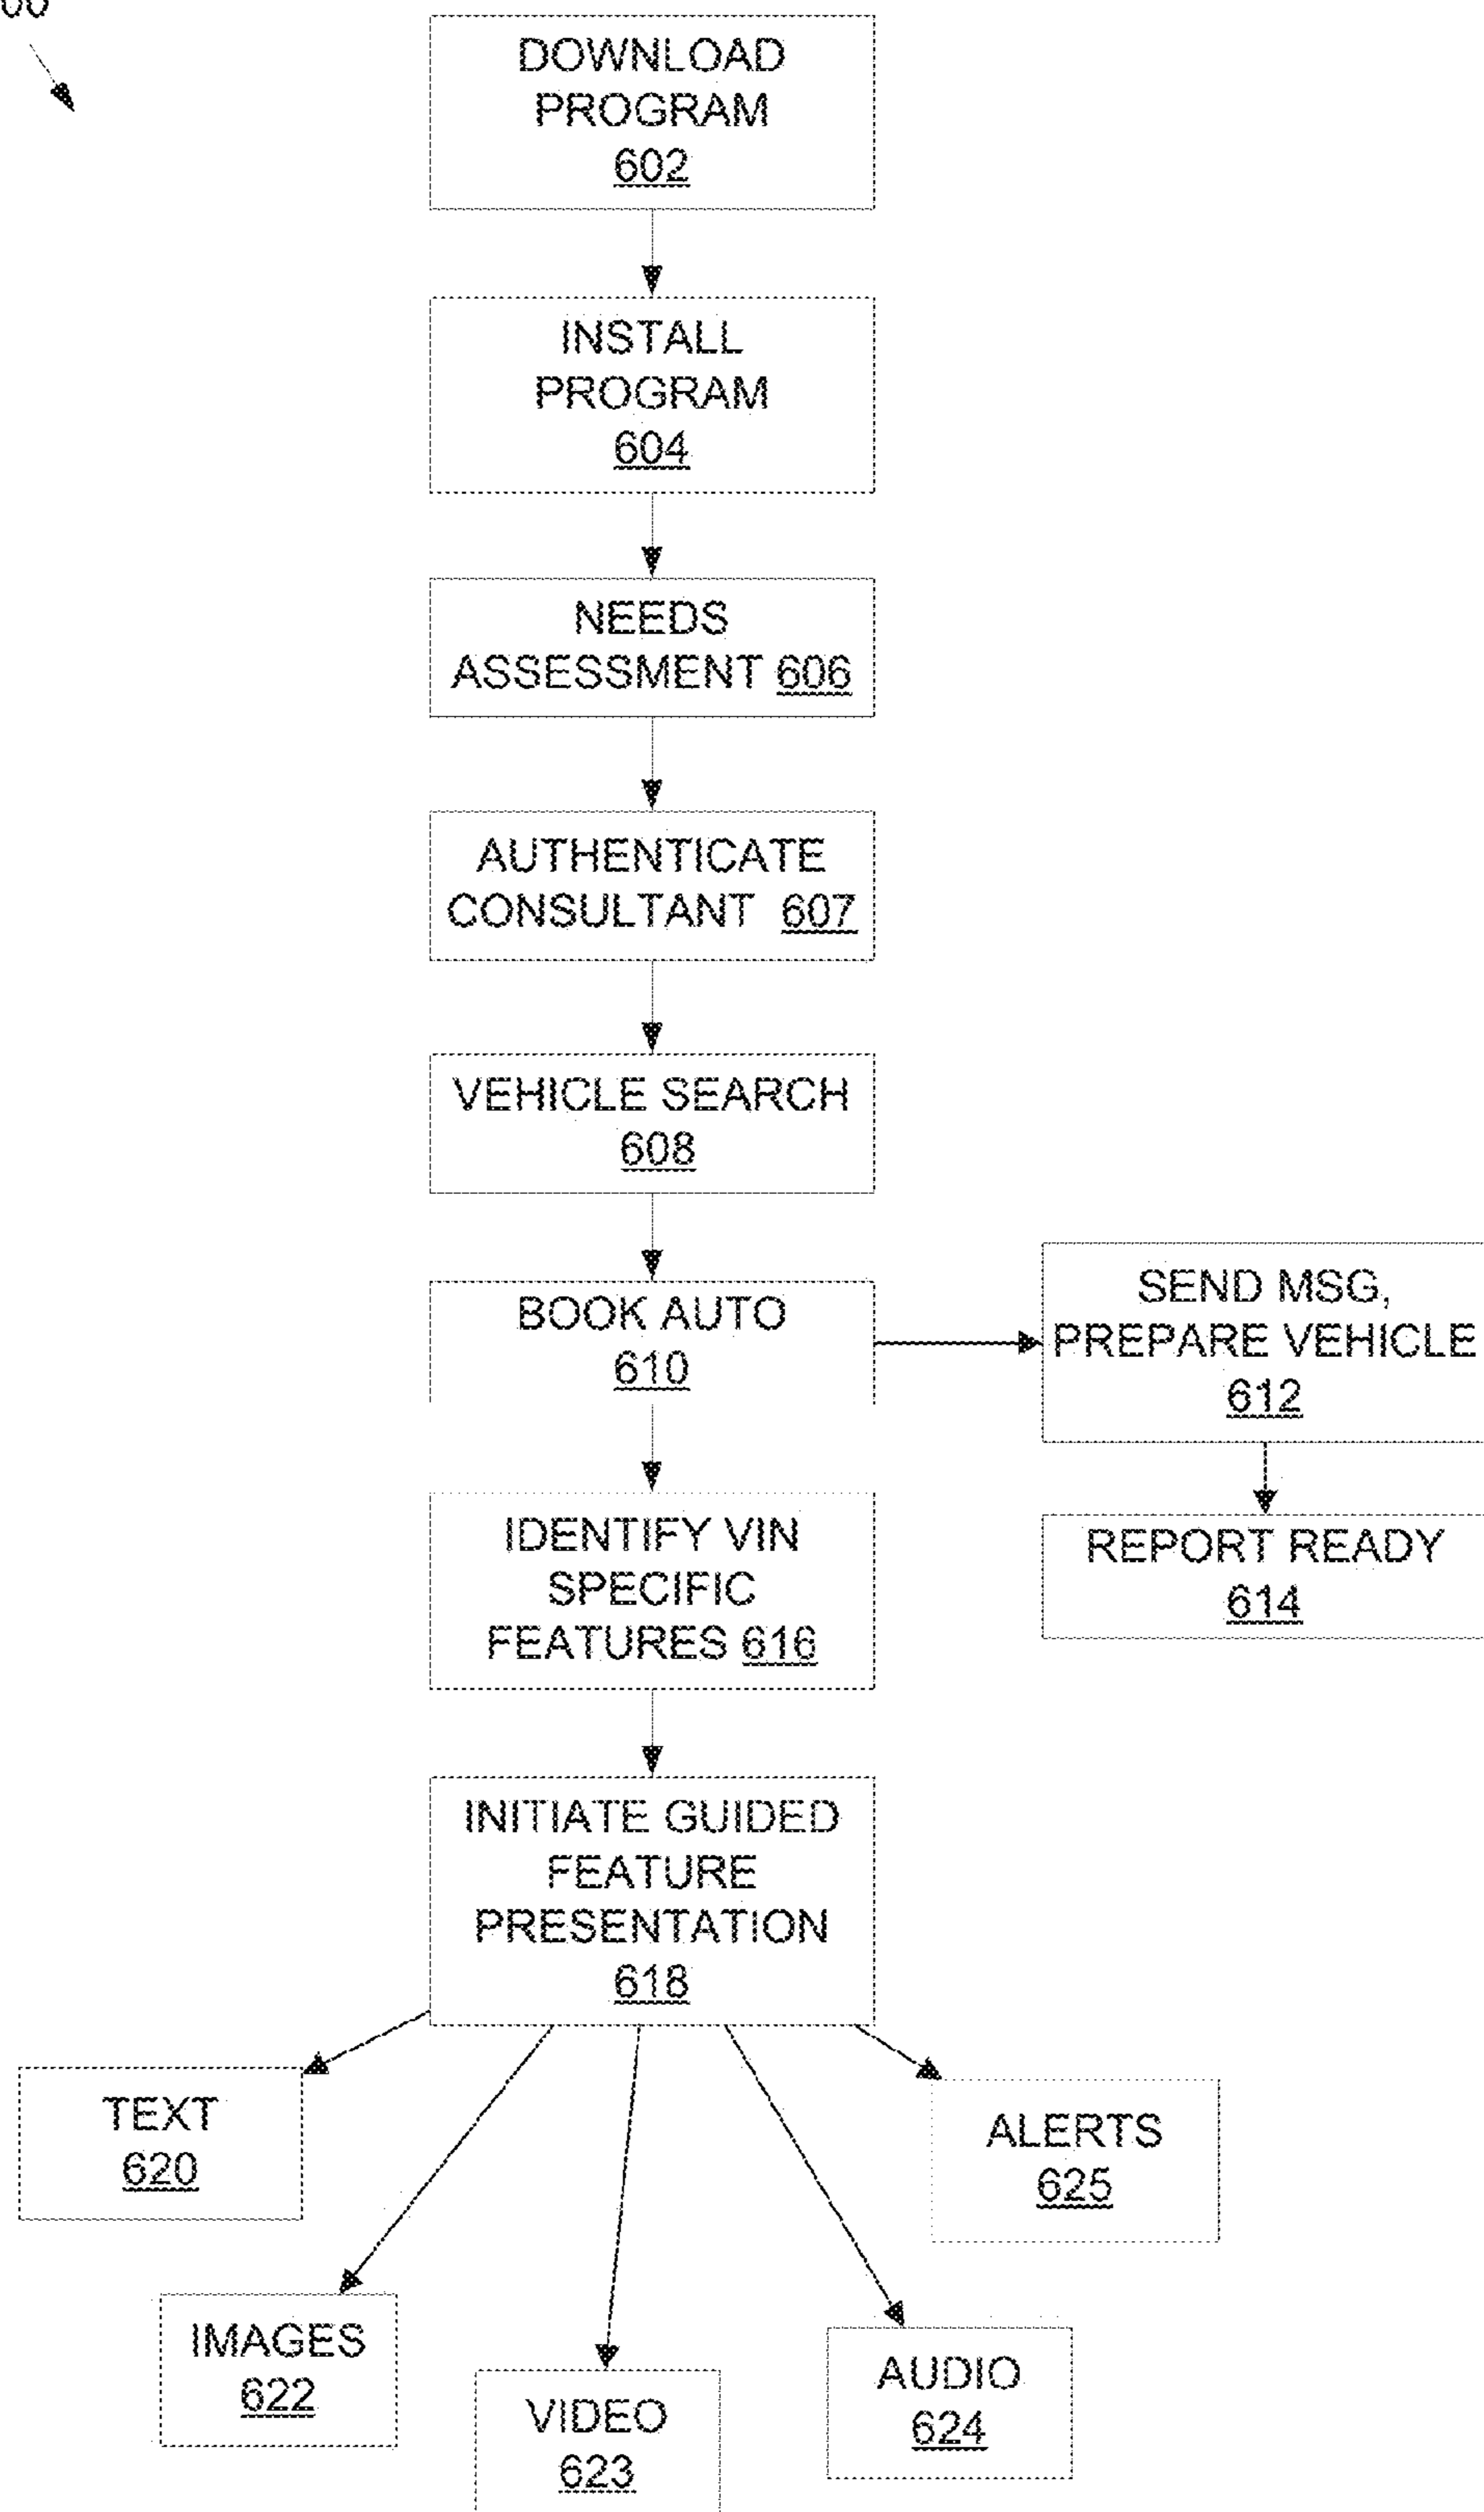 DOWNLOAD
PROGRAM
602
INSTALL
PROGRAM
604
NEEDS
ASSESSMENT 606
AUTHENTICATE
CONSULTANT 607
VEHICLE SEARCH
608
BOOK AUTO
610
SEND MSG,
PREPARE VEHICLE
612
REPORT READY
614
IDENTIFY VIN
SPECIFIC
FEATURES 616
INITIATE GUIDED
FEATURE
PRESENTATION
618
TEXT
620
ALERTS
625
IMAGES
622
VIDEO
623
AUDIO
624